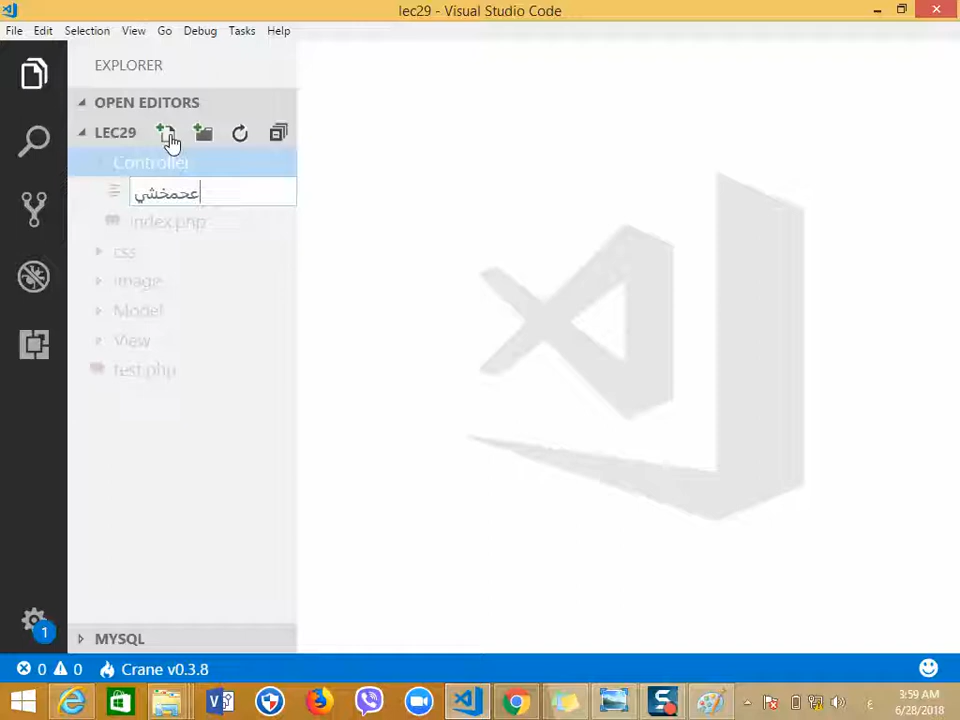 lec29 - Visual Studio Code
File Edit Selection View Go Debug Tasks Help
EXPLORER
OPEN EDITORS
LEC29
Controller
عحمخشي
index.php
css
image
Model
View
test.php
MYSQL
1
0 0 Crane v0.3.8
ع
3:59 AM
6/28/2018